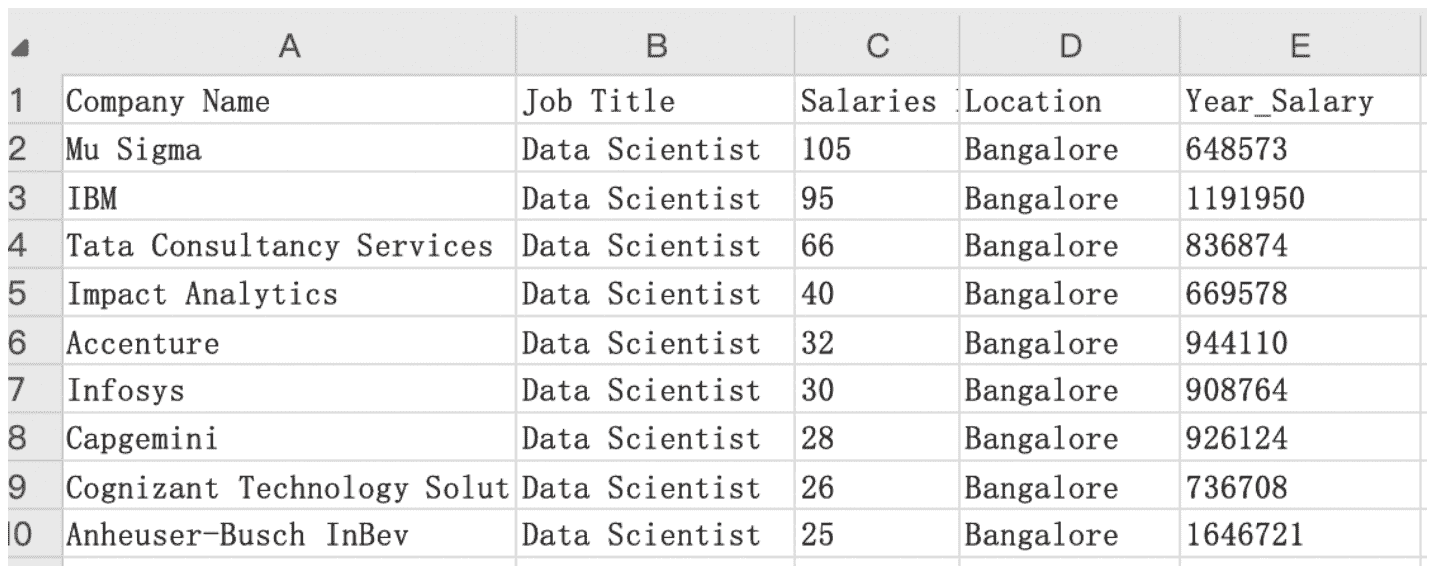 A B C D E
1 Company Name Job Title Salaries Location Year_Salary
2 Mu Sigma Data Scientist 105 Bangalore 648573
3 IBM Data Scientist 95 Bangalore 1191950
4 Tata Consultancy Services Data Scientist 66 Bangalore 836874
5 Impact Analytics Data Scientist 40 Bangalore 669578
6 Accenture Data Scientist 32 Bangalore 944110
7 Infosys Data Scientist 30 Bangalore 908764
8 Capgemini Data Scientist 28 Bangalore 926124
9 Cognizant Technology Solut Data Scientist 26 Bangalore 736708
10 Anheuser-Busch InBev Data Scientist 25 Bangalore 1646721